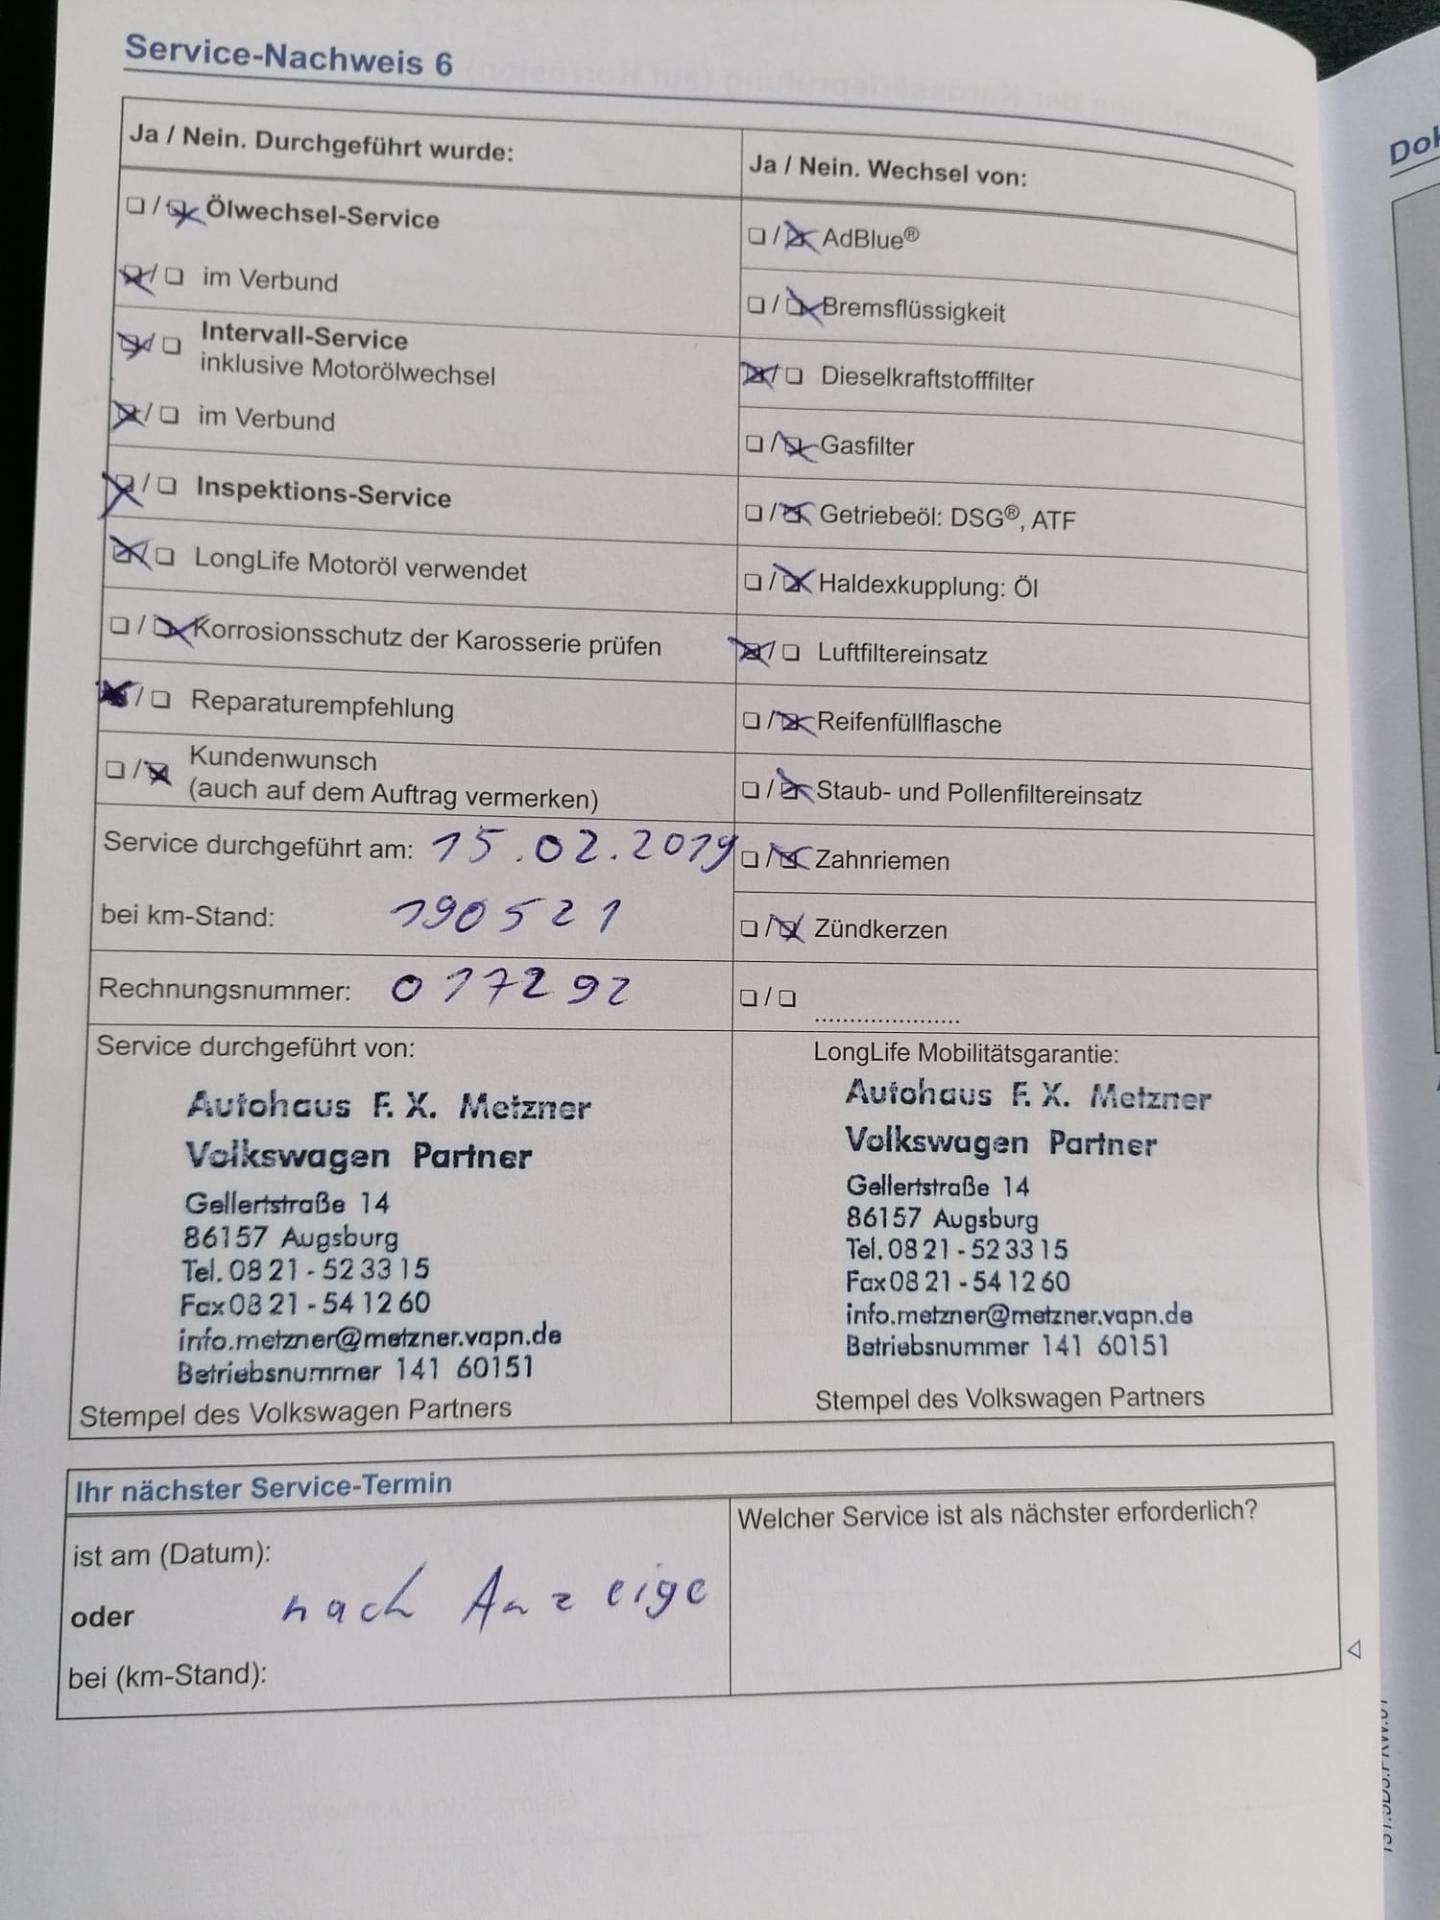 Service-Nachweis 6
Ja / Nein. Durchgeführt wurde:
❏ / ☒ Ölwechsel-Service
☒ / ❏ im Verbund
☒ / ❏ Intervall-Service
inklusive Motorölwechsel
☒ / ❏ im Verbund
☒ / ❏ Inspektions-Service
☒ / ❏ LongLife Motoröl verwendet
❏ / ☒ Korrosionsschutz der Karosserie prüfen
☒ / ❏ Reparaturempfehlung
❏ / ☒ Kundenwunsch
(auch auf dem Auftrag vermerken)
Service durchgeführt am: 15.02.2019
bei km-Stand: 190521
Rechnungsnummer: 017292
Ja / Nein. Wechsel von:
❏ / ☒ AdBlue®
❏ / ☒ Bremsflüssigkeit
☒ / ❏ Dieselkraftstofffilter
❏ / ☒ Gasfilter
❏ / ☒ Getriebeöl: DSG®, ATF
❏ / ☒ Haldexkupplung: Öl
☒ / ❏ Luftfiltereinsatz
❏ / ☒ Reifenfüllflasche
❏ / ☒ Staub- und Pollenfiltereinsatz
❏ / ☒ Zahnriemen
❏ / ☒ Zündkerzen
❏ / ❏ .....................
Service durchgeführt von:
Autohaus F. X. Metzner
Volkswagen Partner
Gellertstraße 14
86157 Augsburg
Tel. 08 21 - 52 33 15
Fax 08 21 - 54 12 60
info.metzner@metzner.vapn.de
Betriebsnummer 141 60151
Stempel des Volkswagen Partners
LongLife Mobilitätsgarantie:
Autohaus F. X. Metzner
Volkswagen Partner
Gellertstraße 14
86157 Augsburg
Tel. 08 21 - 52 33 15
Fax 08 21 - 54 12 60
info.metzner@metzner.vapn.de
Betriebsnummer 141 60151
Stempel des Volkswagen Partners
Ihr nächster Service-Termin
ist am (Datum):
oder nach Anzeige
bei (km-Stand):
Welcher Service ist als nächster erforderlich?
Dok